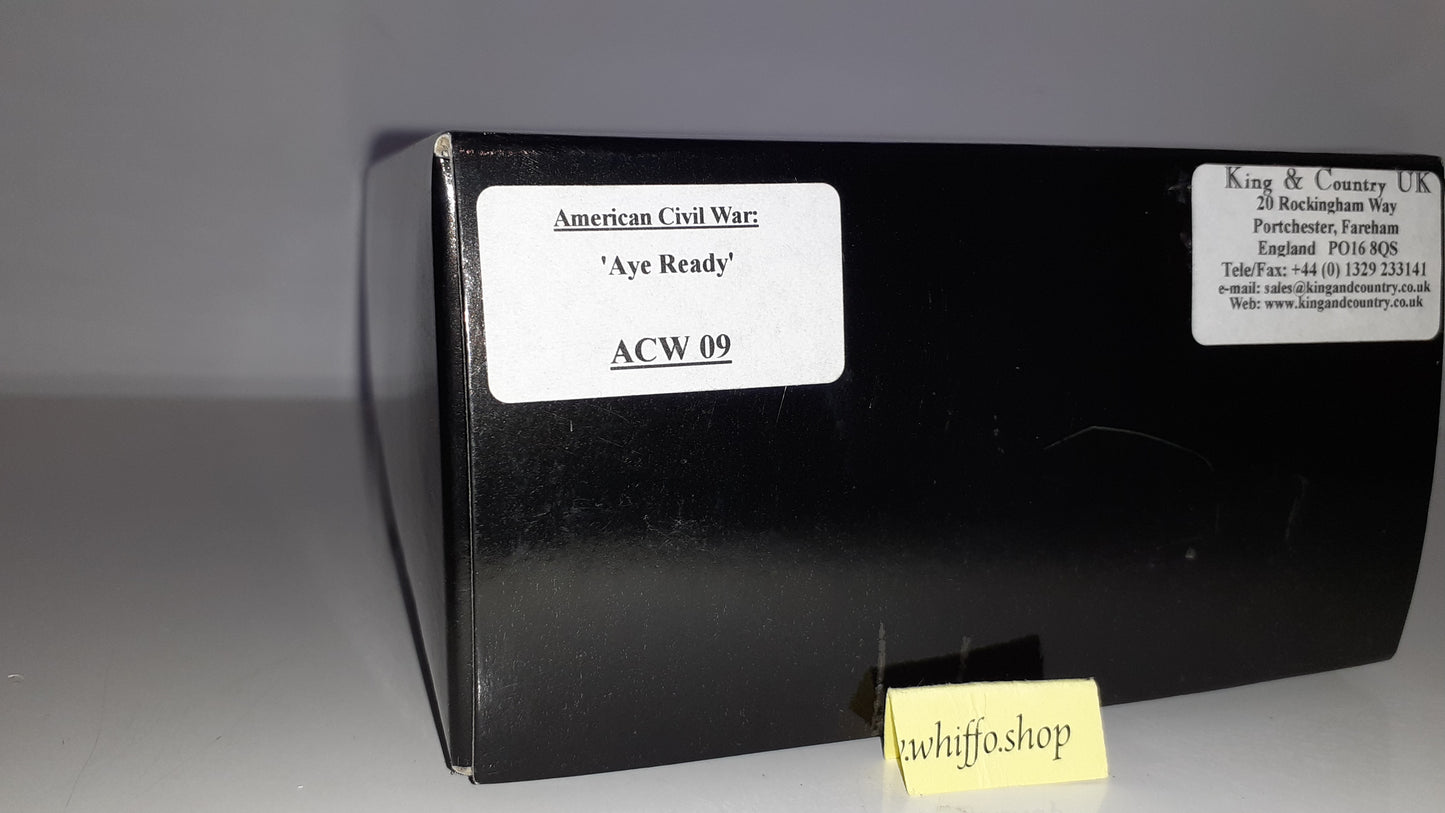 American Civil War:
'Aye Ready'
ACW 09
King & Country UK
20 Rockingham Way
Portchester, Fareham
England PO16 8QS
Tele/Fax: +44 (0) 1329 233141
e-mail: sales@kingandcountry.co.uk
Web: www.kingandcountry.co.uk
.whiffo.shop